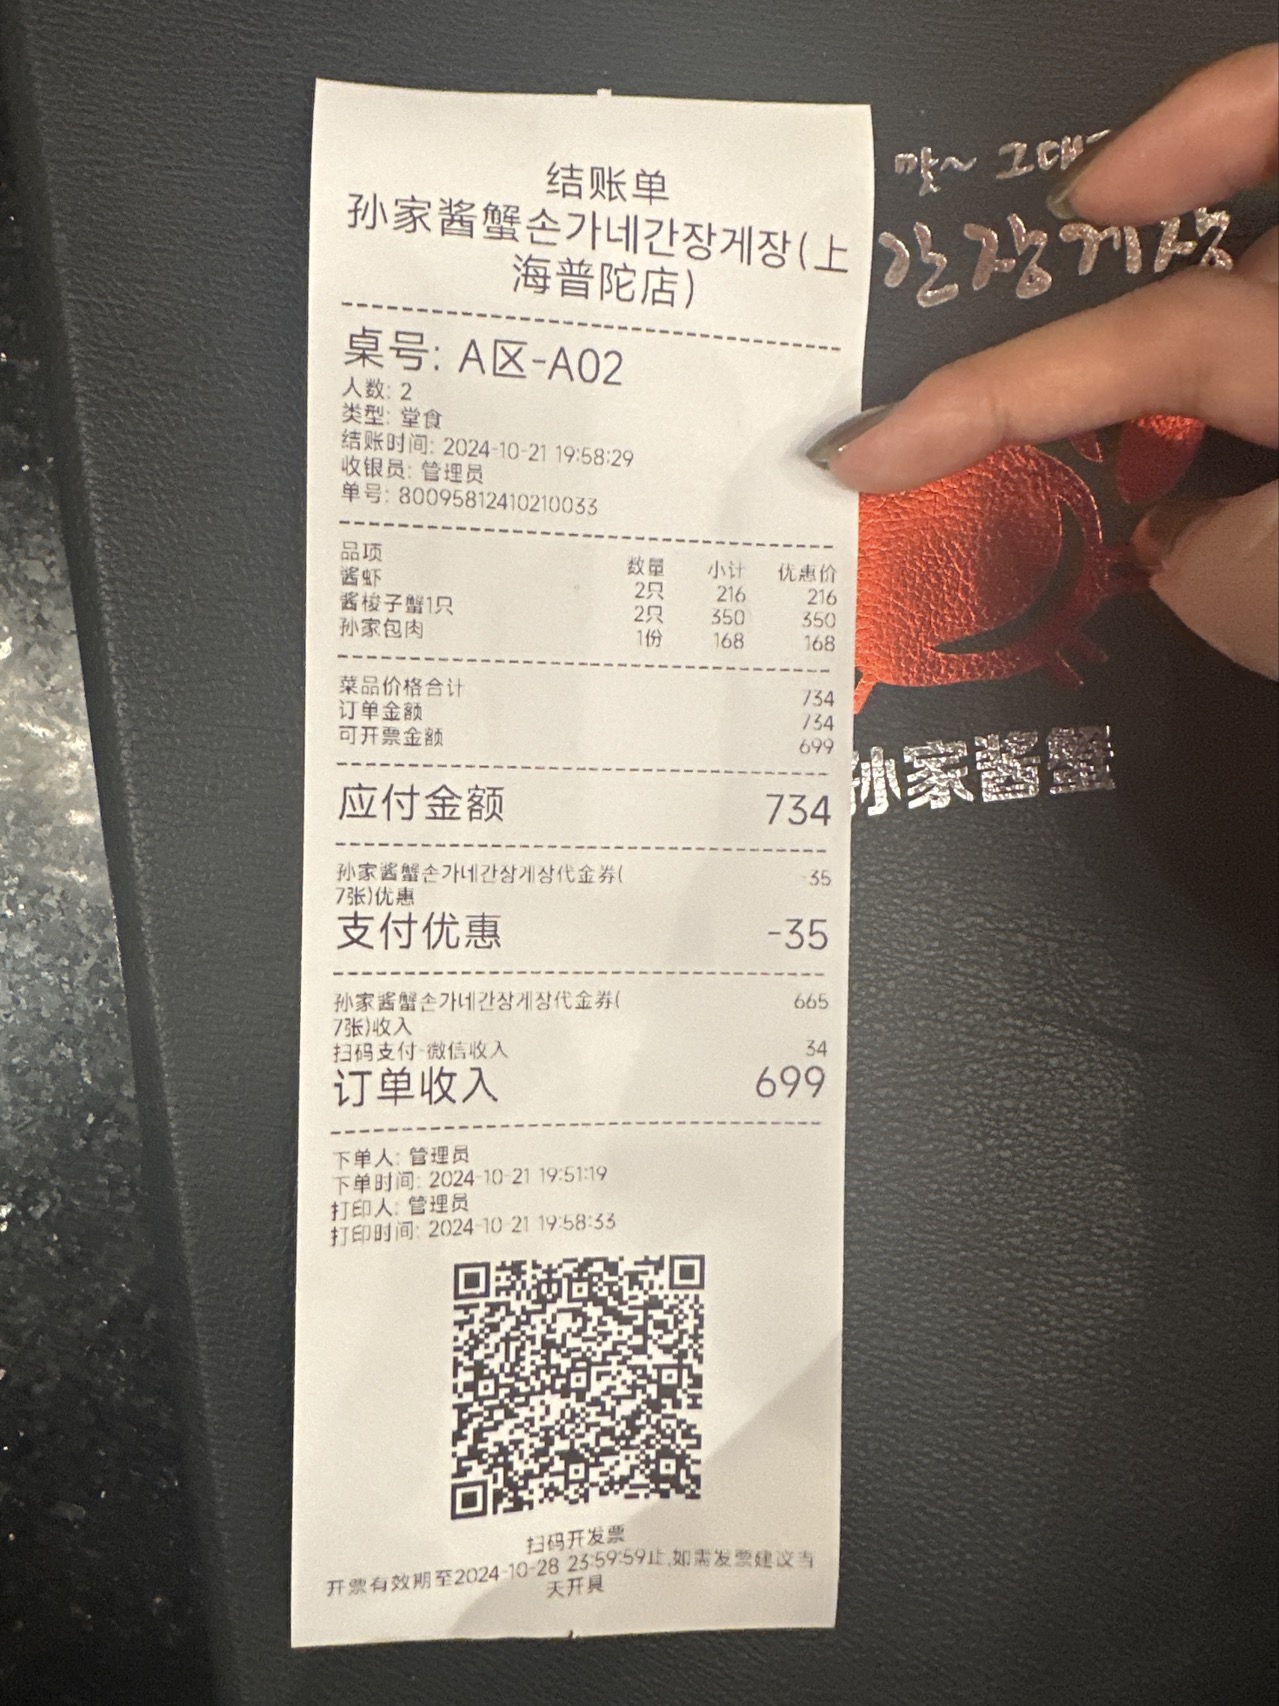 结账单
孙家酱蟹손가네간장게장(上
海普陀店)
桌号: A区-A02
人数: 2
类型: 堂食
结账时间: 2024-10-21 19:58:29
收银员: 管理员
单号: 80095812410210033
品项 数量 小计 优惠价
酱虾 2只 216 216
酱梭子蟹1只 2只 350 350
孙家包肉 1份 168 168
菜品价格合计 734
订单金额 734
可开票金额 699
应付金额 734
孙家酱蟹손가네간장게장代金券( -35
7张)优惠
支付优惠 -35
孙家酱蟹손가네간장게장代金券( 665
7张)收入
扫码支付-微信收入 34
订单收入 699
下单人: 管理员
下单时间: 2024-10-21 19:51:19
打印人: 管理员
打印时间: 2024-10-21 19:58:33
扫码开发票
开票有效期至2024-10-28 23:59:59止,如需发票建议当
天开具
간장게장
孙家酱蟹